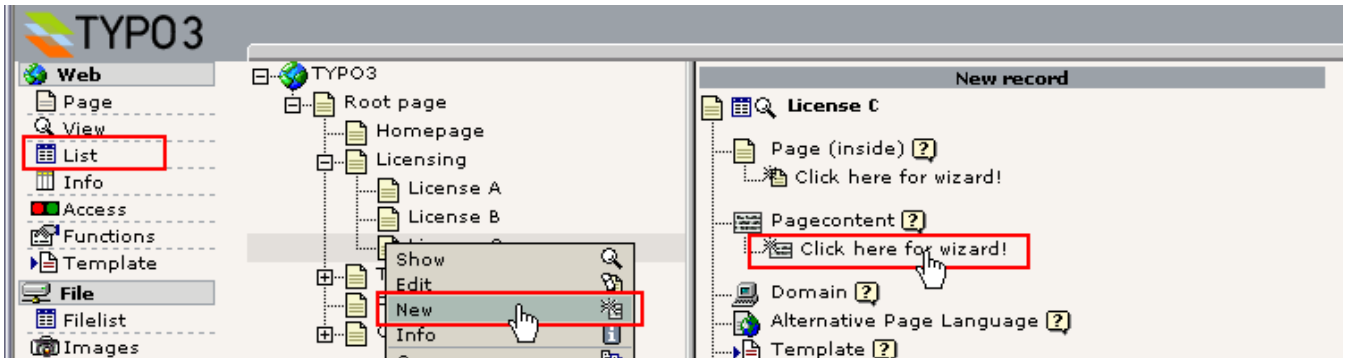 TYPO3
Web
Page
View
List
Info
Access
Functions
Template
File
Filelist
Images
TYPO3
Root page
Homepage
Licensing
License A
License B
Show
Edit
New
Info
New record
License C
Page (inside) ?
Click here for wizard!
Pagecontent ?
Click here for wizard!
Domain ?
Alternative Page Language ?
Template ?